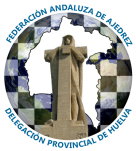 FEDERACIÓN ANDALUZA DE AJEDREZ
DELEGACIÓN PROVINCIAL DE HUELVA